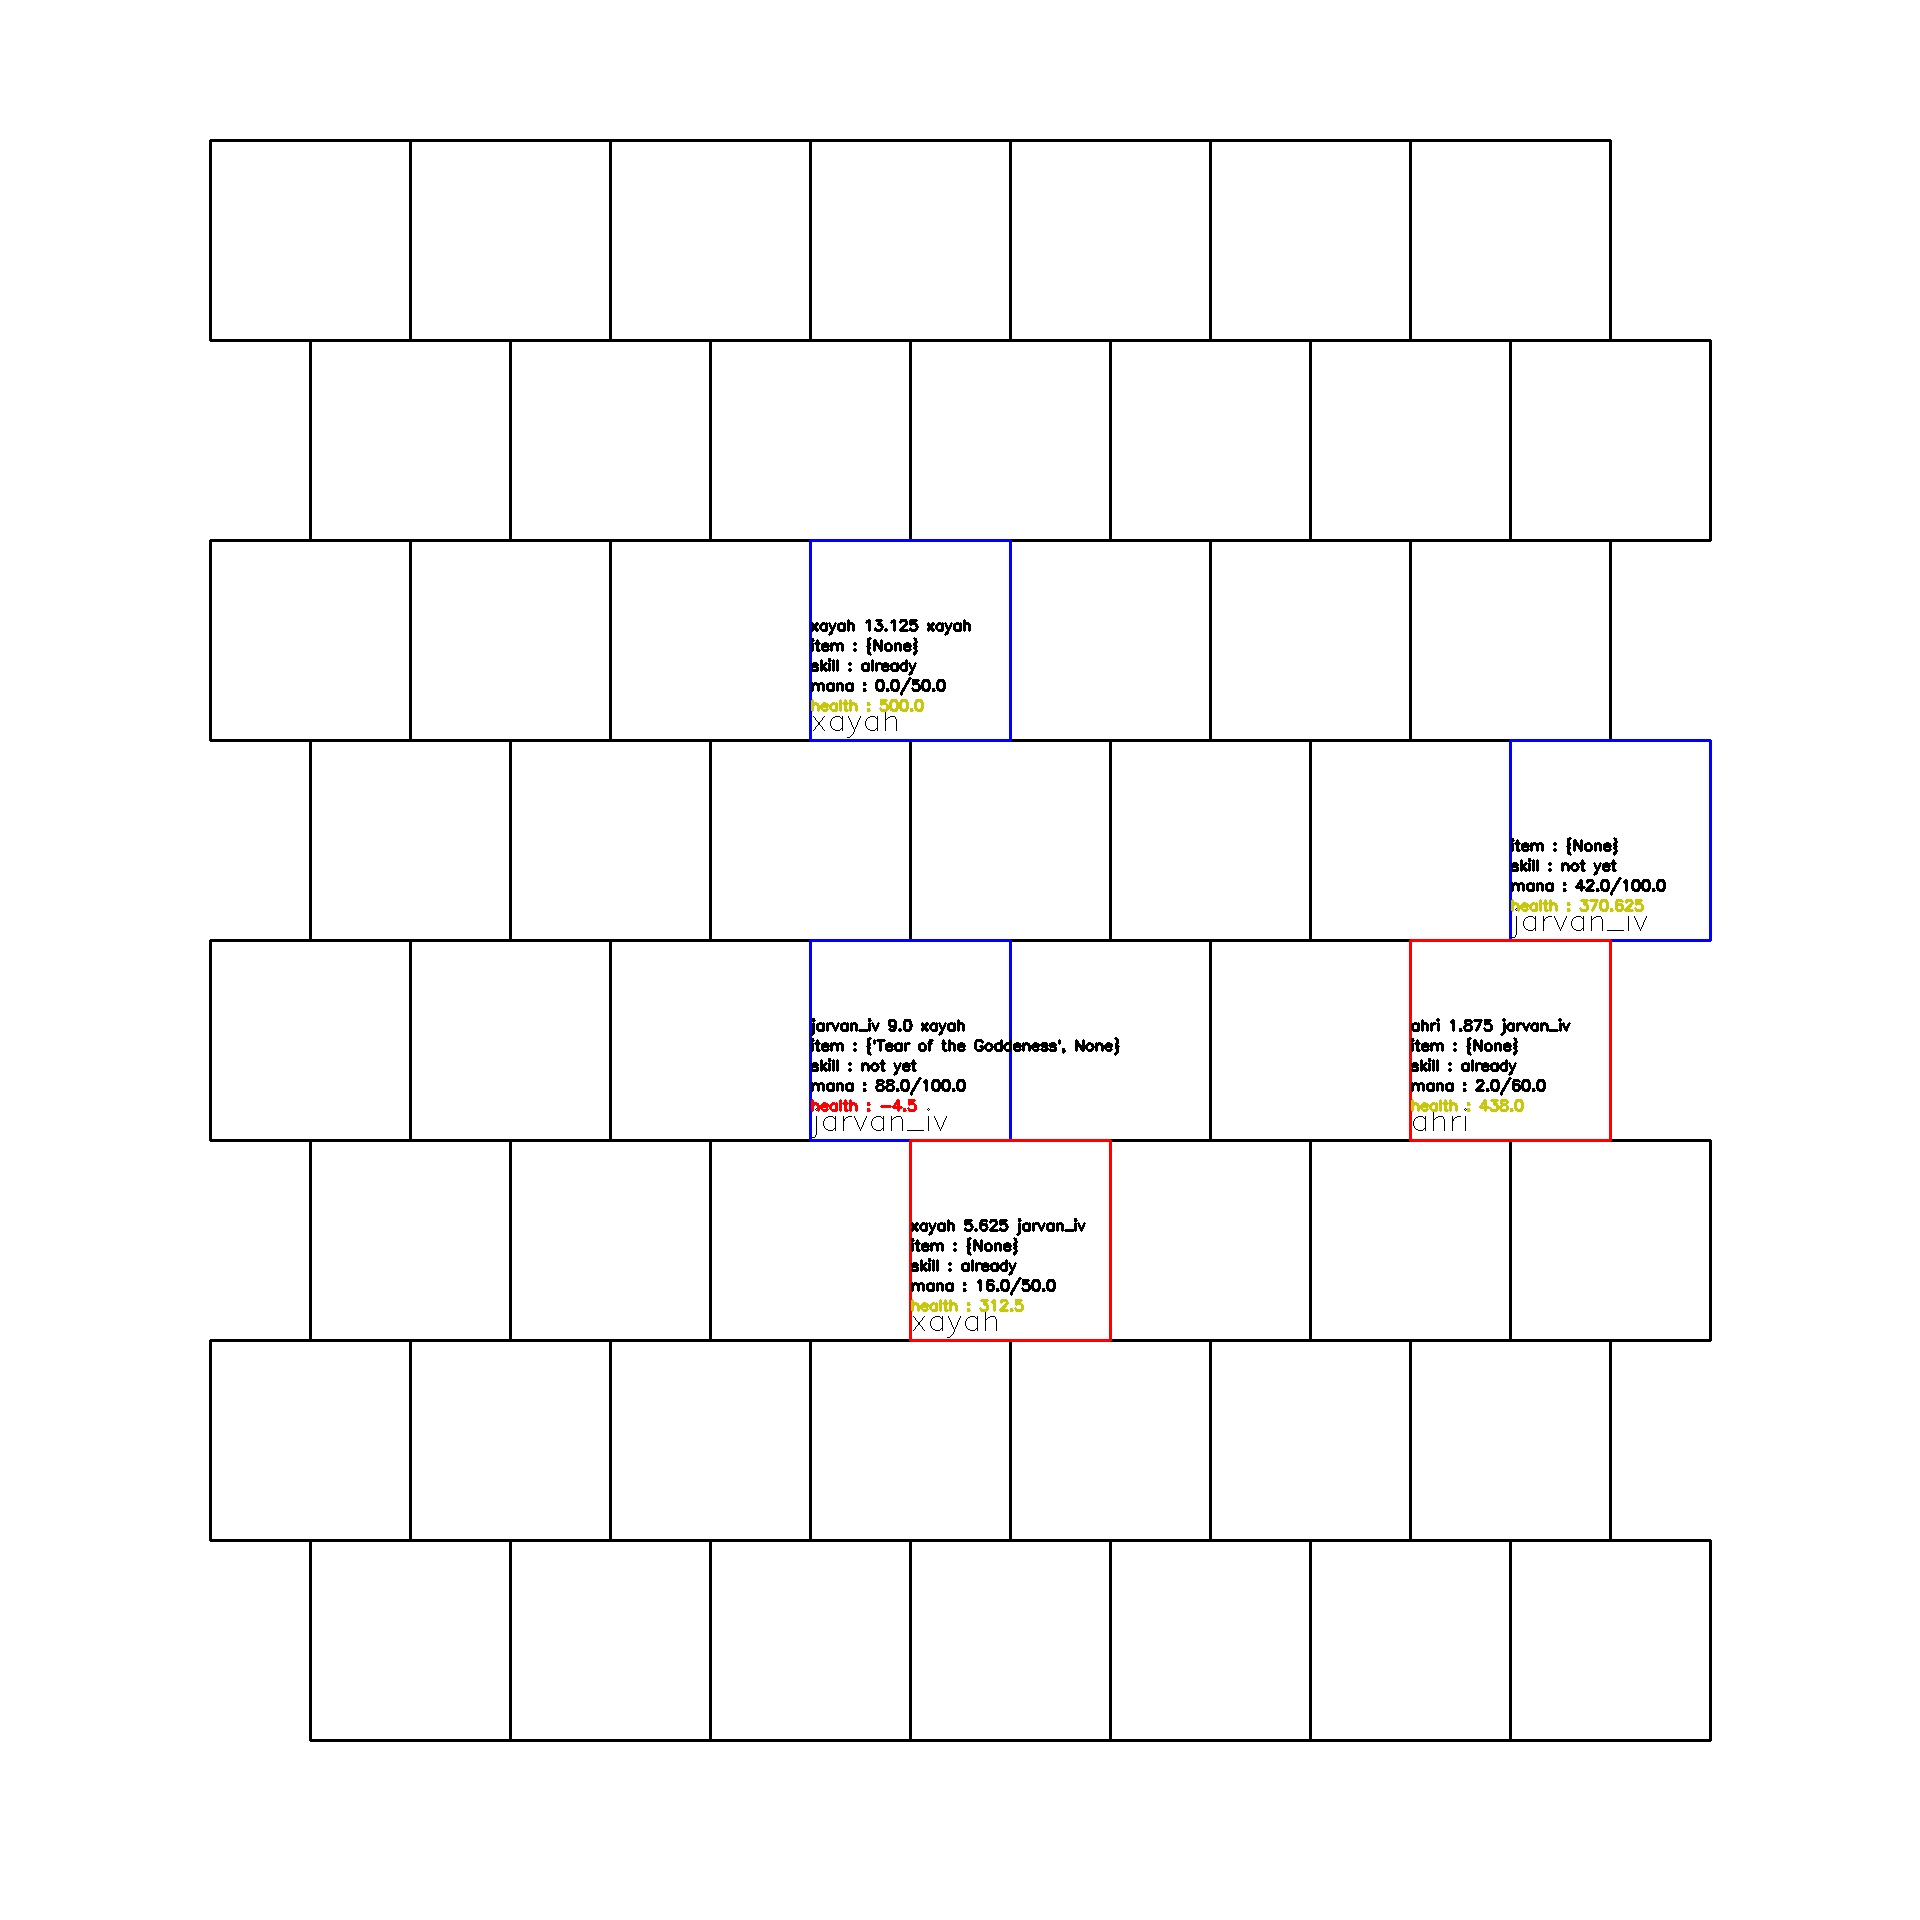 xayah 13.125 xayah
item : {None}
skill : already
mana : 0.0/50.0
health : 500.0
xayah
item : {None}
skill : not yet
mana : 42.0/100.0
health : 370.625
jarvan_iv
jarvan_iv 9.0 xayah
item : {'Tear of the Goddeness', None}
skill : not yet
mana : 88.0/100.0
health : -4.5
jarvan_iv
ahri 1.875 jarvan_iv
item : {None}
skill : already
mana : 2.0/60.0
health : 438.0
ahri
xayah 5.625 jarvan_iv
item : {None}
skill : already
mana : 16.0/50.0
health : 312.5
xayah